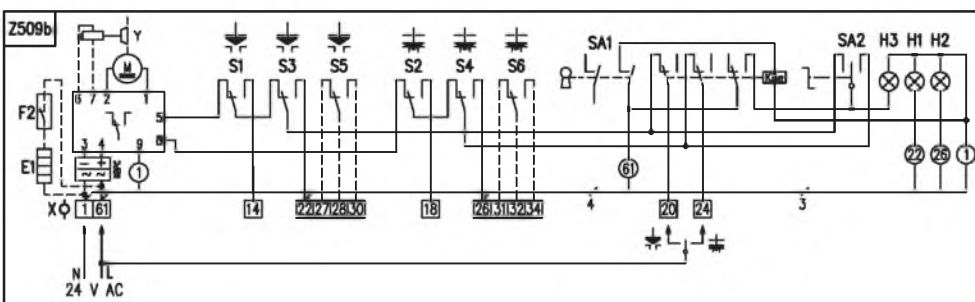 Z509b
Y
M
S1 S3 S5 S2 S4 S6
SA1 SA2 H3 H1 H2
6 7 2 1
F2
5
3 4 9
E1
1
61
22 26 1
X
1 61 14 22 27 28 30 18 26 31 32 34 4 20 24 3
N L
24 V AC